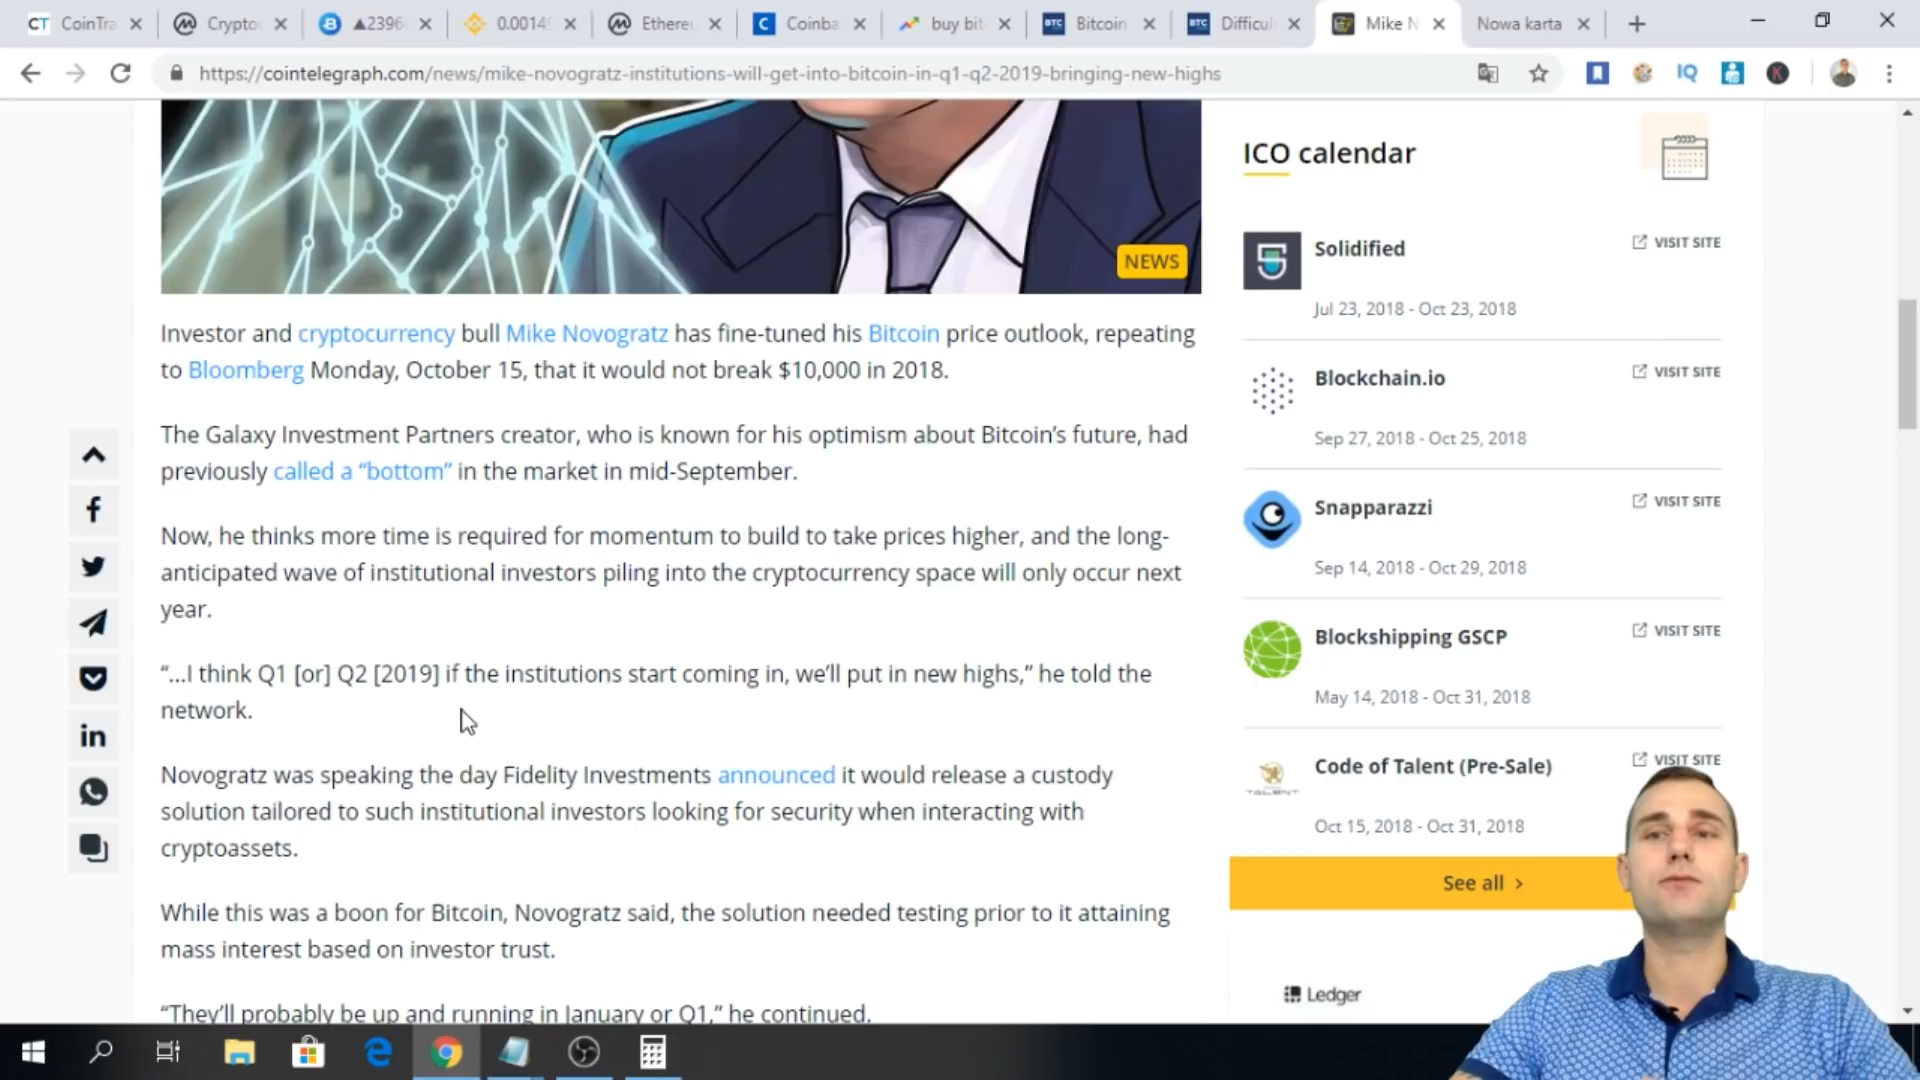 CT CoinTra
Crypto
▲2396
0.0014
Ethere
Coinba
buy bit
BTC Bitcoin
BTC Difficul
Mike N
Nowa karta
https://cointelegraph.com/news/mike-novogratz-institutions-will-get-into-bitcoin-in-q1-q2-2019-bringing-new-highs
IQ
K
NEWS
Investor and cryptocurrency bull Mike Novogratz has fine-tuned his Bitcoin price outlook, repeating
to Bloomberg Monday, October 15, that it would not break $10,000 in 2018.
The Galaxy Investment Partners creator, who is known for his optimism about Bitcoin’s future, had
previously called a “bottom” in the market in mid-September.
Now, he thinks more time is required for momentum to build to take prices higher, and the long-
anticipated wave of institutional investors piling into the cryptocurrency space will only occur next
year.
“…I think Q1 [or] Q2 [2019] if the institutions start coming in, we’ll put in new highs,” he told the
network.
Novogratz was speaking the day Fidelity Investments announced it would release a custody
solution tailored to such institutional investors looking for security when interacting with
cryptoassets.
While this was a boon for Bitcoin, Novogratz said, the solution needed testing prior to it attaining
mass interest based on investor trust.
“They’ll probably be up and running in January or Q1,” he continued.
ICO calendar
Solidified
VISIT SITE
Jul 23, 2018 - Oct 23, 2018
Blockchain.io
VISIT SITE
Sep 27, 2018 - Oct 25, 2018
Snapparazzi
VISIT SITE
Sep 14, 2018 - Oct 29, 2018
Blockshipping GSCP
VISIT SITE
May 14, 2018 - Oct 31, 2018
Code of Talent (Pre-Sale)
VISIT SITE
TALENT
Oct 15, 2018 - Oct 31, 2018
See all >
Ledger